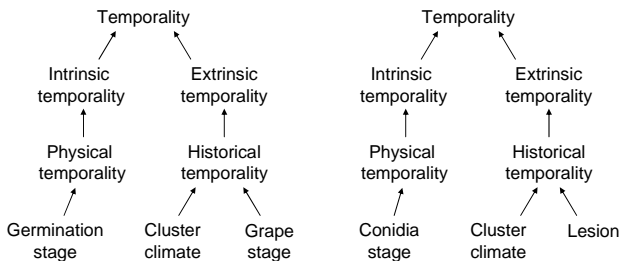 Temporality
Temporality
Intrinsic
temporality
Extrinsic
temporality
Intrinsic
temporality
Extrinsic
temporality
Physical
temporality
Historical
temporality
Physical
temporality
Historical
temporality
Germination
stage
Cluster
climate
Grape
stage
Conidia
stage
Cluster
climate
Lesion